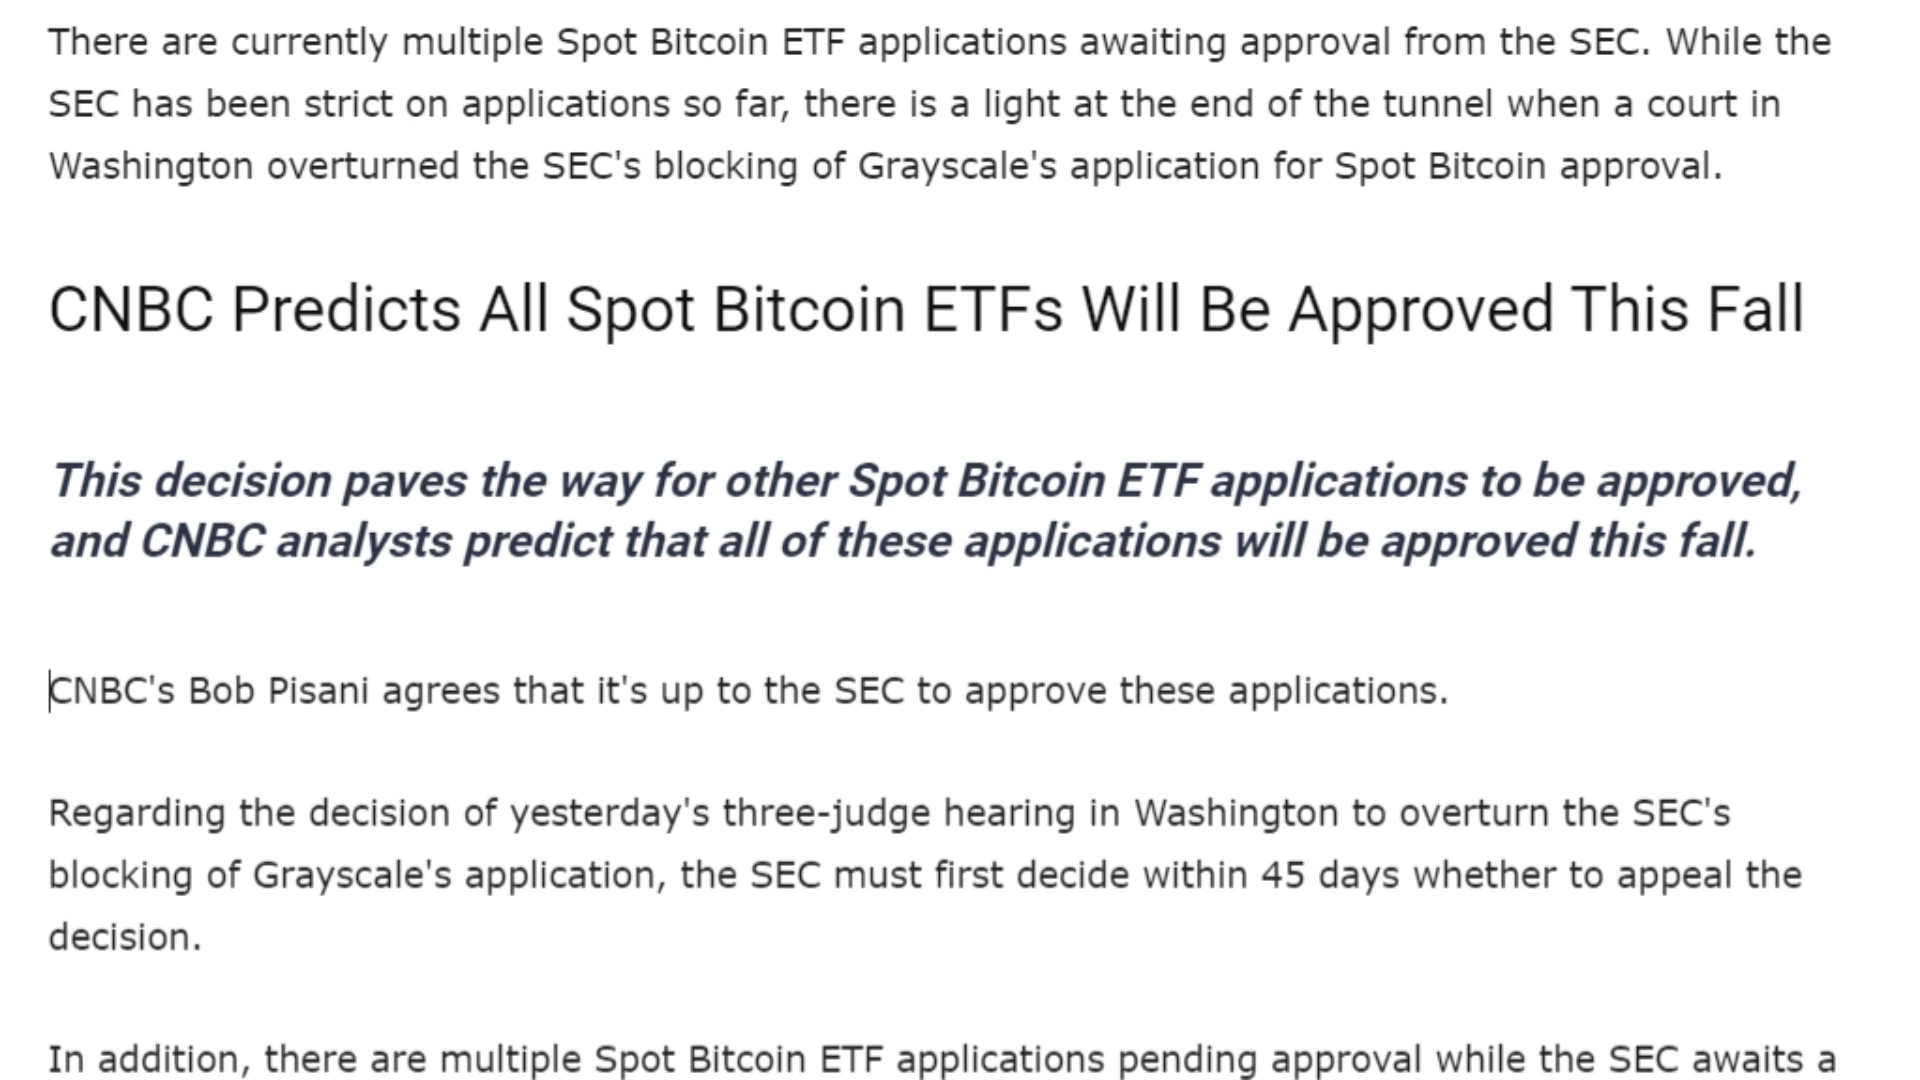 There are currently multiple Spot Bitcoin ETF applications awaiting approval from the SEC. While the
SEC has been strict on applications so far, there is a light at the end of the tunnel when a court in
Washington overturned the SEC's blocking of Grayscale's application for Spot Bitcoin approval.
CNBC Predicts All Spot Bitcoin ETFs Will Be Approved This Fall
This decision paves the way for other Spot Bitcoin ETF applications to be approved,
and CNBC analysts predict that all of these applications will be approved this fall.
CNBC's Bob Pisani agrees that it's up to the SEC to approve these applications.
Regarding the decision of yesterday's three-judge hearing in Washington to overturn the SEC's
blocking of Grayscale's application, the SEC must first decide within 45 days whether to appeal the
decision.
In addition, there are multiple Spot Bitcoin ETF applications pending approval while the SEC awaits a